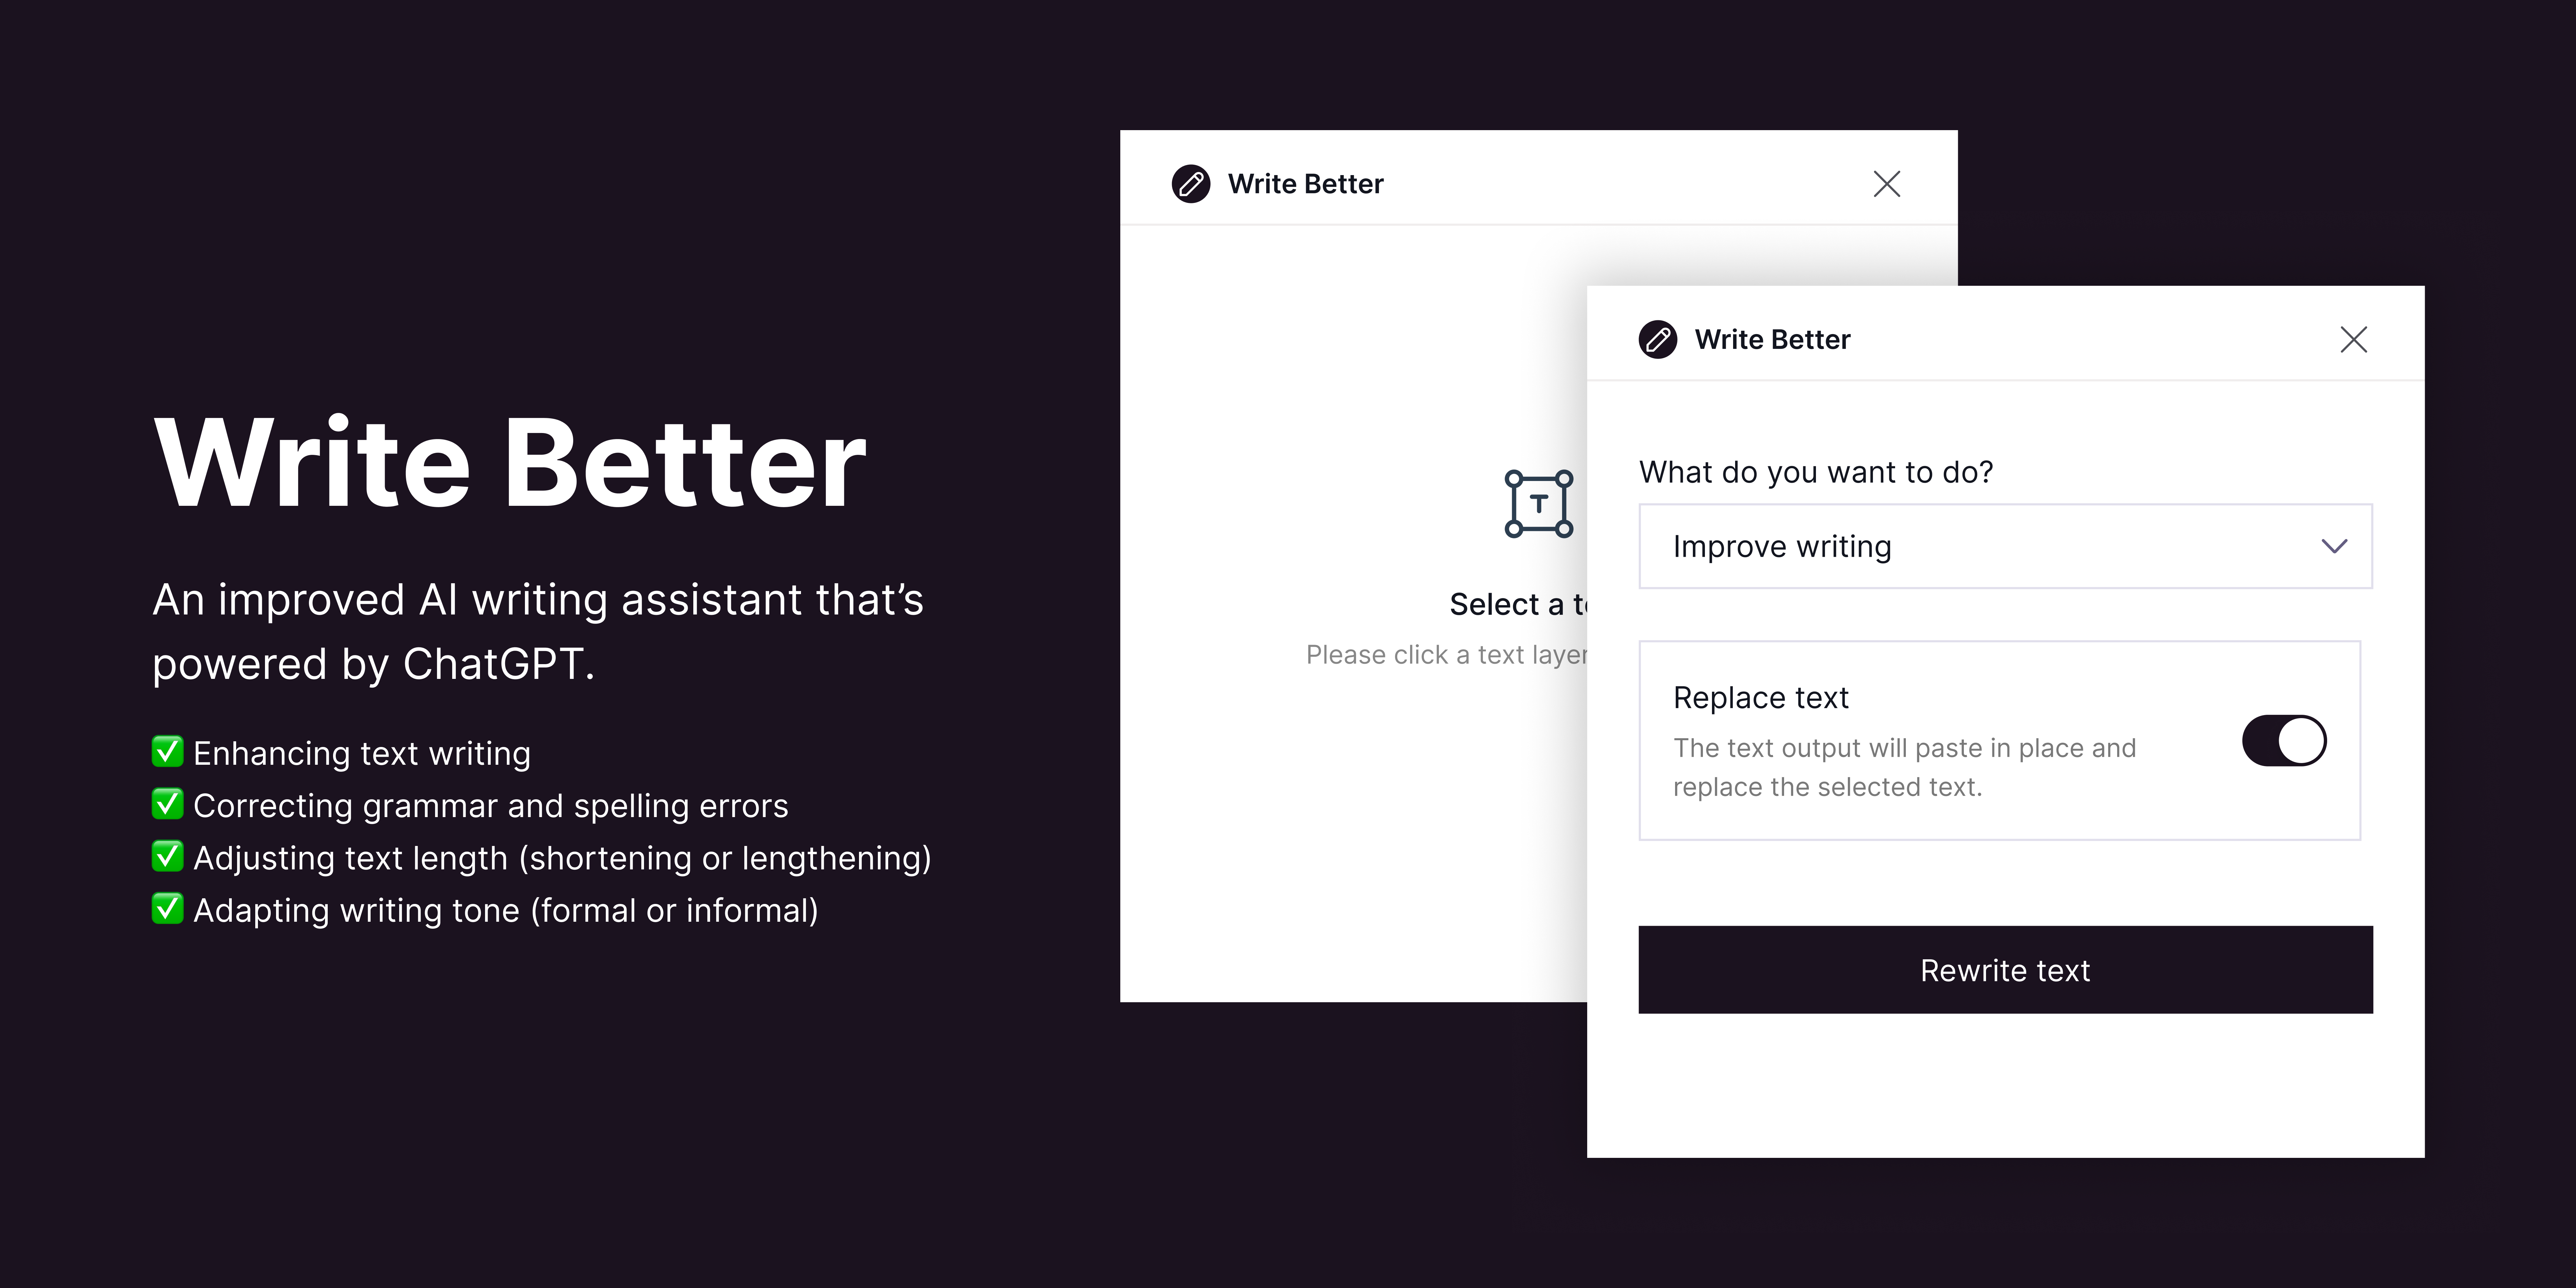 Write Better
An improved AI writing assistant that’s
powered by ChatGPT.
✅ Enhancing text writing
✅ Correcting grammar and spelling errors
✅ Adjusting text length (shortening or lengthening)
✅ Adapting writing tone (formal or informal)
Write Better
T
Select a
Please click a text layer
Write Better
What do you want to do?
Improve writing
Replace text
The text output will paste in place and
replace the selected text.
Rewrite text